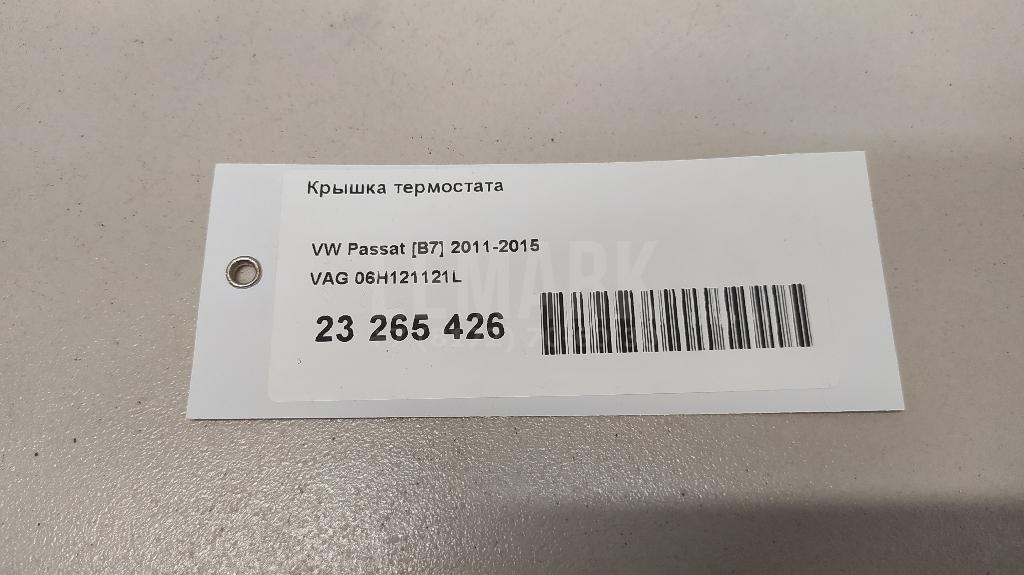 Крышка термостата
VW Passat [B7] 2011-2015
VAG 06H121121L
23 265 426